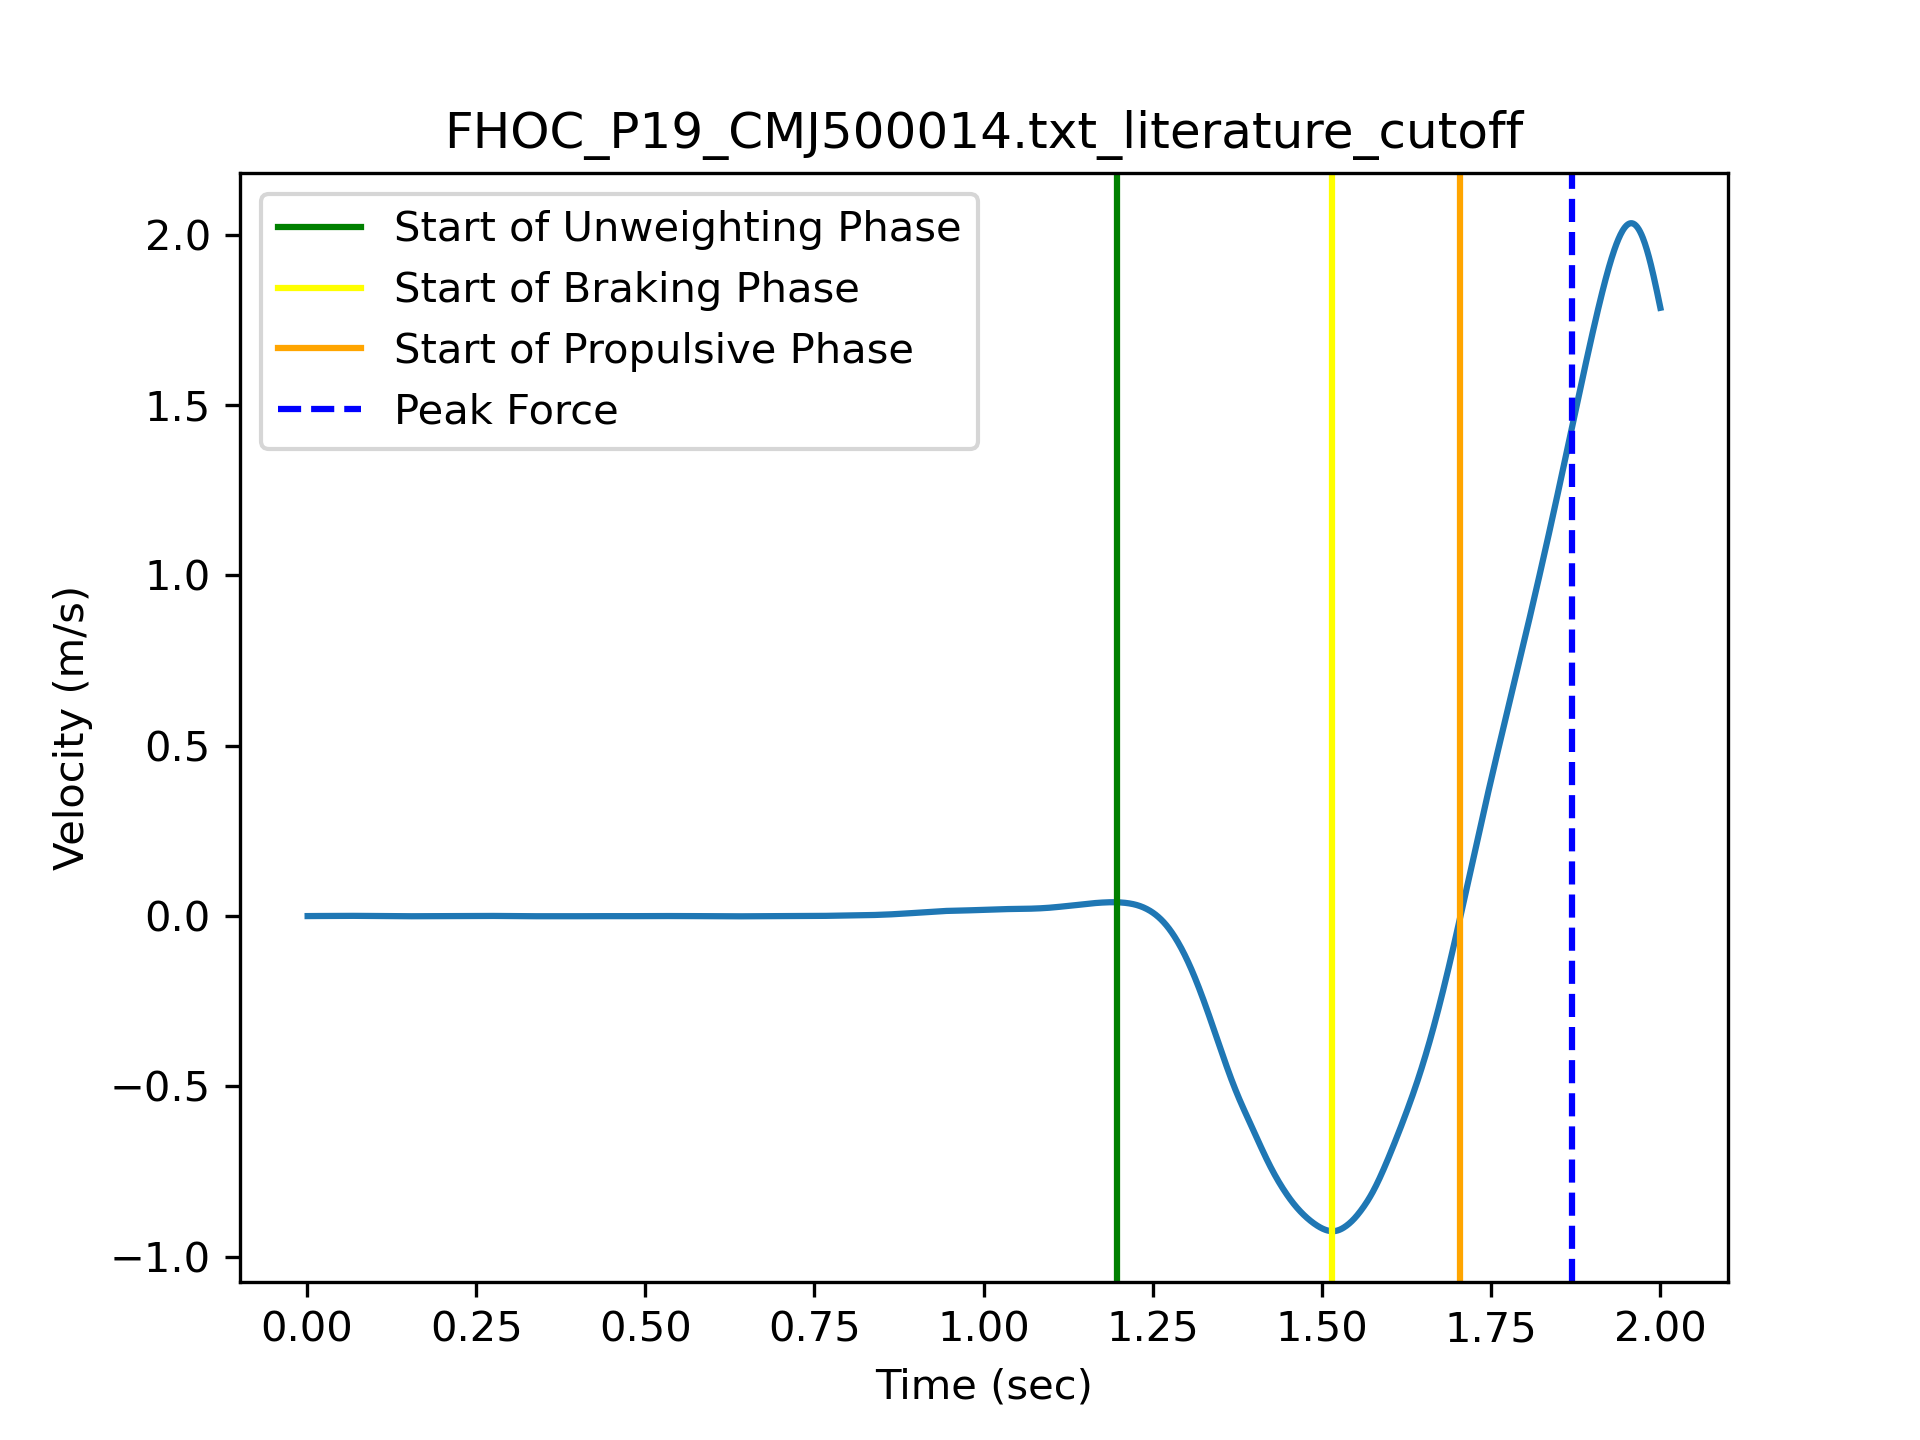 FHOC_P19_CMJ500014.txt_literature_cutoff
Start of Unweighting Phase
Start of Braking Phase
Start of Propulsive Phase
Peak Force
2.0
1.5
1.0
0.5
0.0
−0.5
−1.0
Velocity (m/s)
0.00 0.25 0.50 0.75 1.00 1.25 1.50 1.75 2.00
Time (sec)